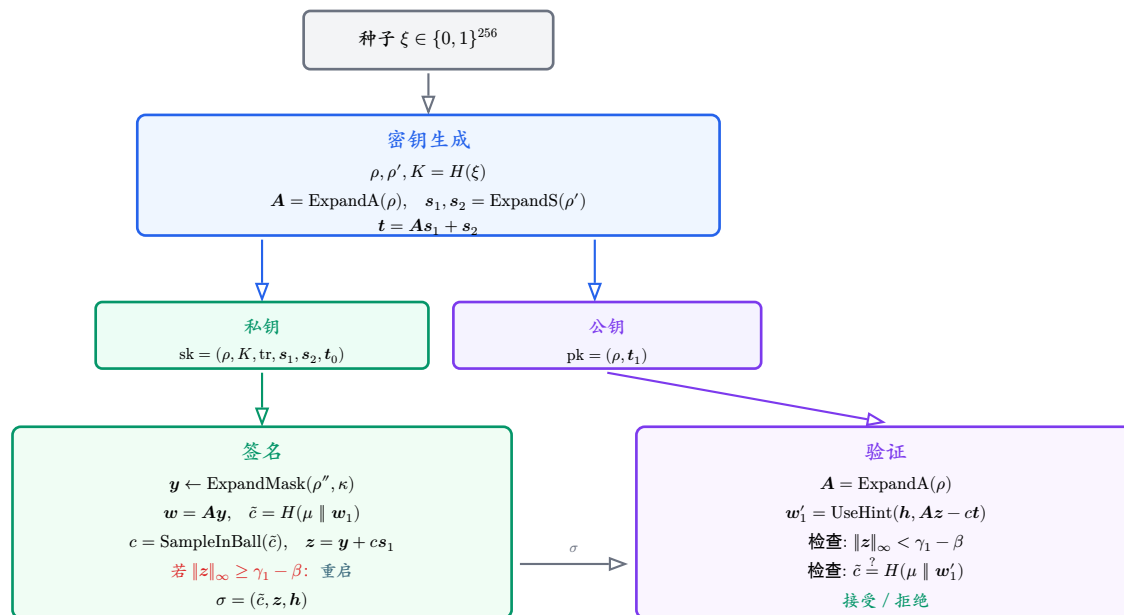 种子 ξ ∈ {0, 1}²⁵⁶
密钥生成
ρ, ρ′, K = H(ξ)
A = ExpandA(ρ), s₁, s₂ = ExpandS(ρ′)
t = As₁ + s₂
私钥
sk = (ρ, K, tr, s₁, s₂, t₀)
公钥
pk = (ρ, t₁)
签名
y ← ExpandMask(ρ″, κ)
w = Ay, c̃ = H(μ ∥ w₁)
c = SampleInBall(c̃), z = y + cs₁
若 ‖z‖∞ ≥ γ₁ − β: 重启
σ = (c̃, z, h)
σ
验证
A = ExpandA(ρ)
w′₁ = UseHint(h, Az − ct)
检查: ‖z‖∞ < γ₁ − β
检查: c̃ ≟ H(μ ∥ w′₁)
接受 / 拒绝